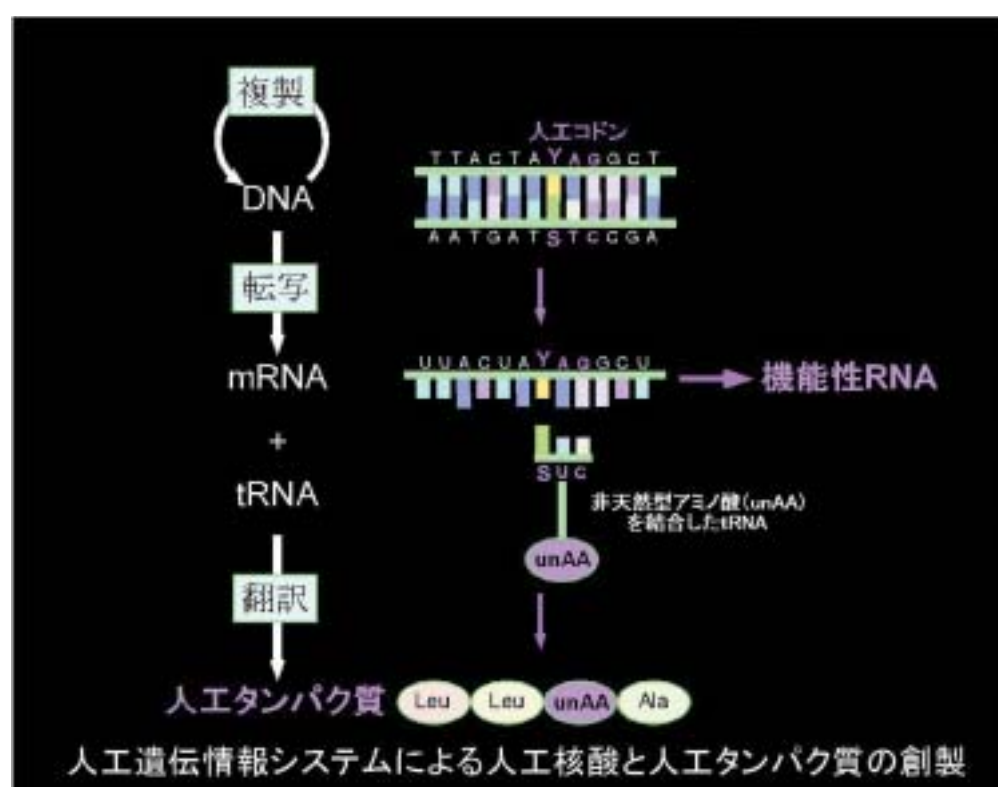 複製
DNA
転写
mRNA
+
tRNA
翻訳
人工タンパク質
人工コドン
TTACTAYAGGCT
AATGATSTCCGA
UUACUAYAGGCU
機能性RNA
SUC
非天然型アミノ酸(unAA)
を結合したtRNA
unAA
Leu Leu unAA Ala
人工遺伝情報システムによる人工核酸と人工タンパク質の創製